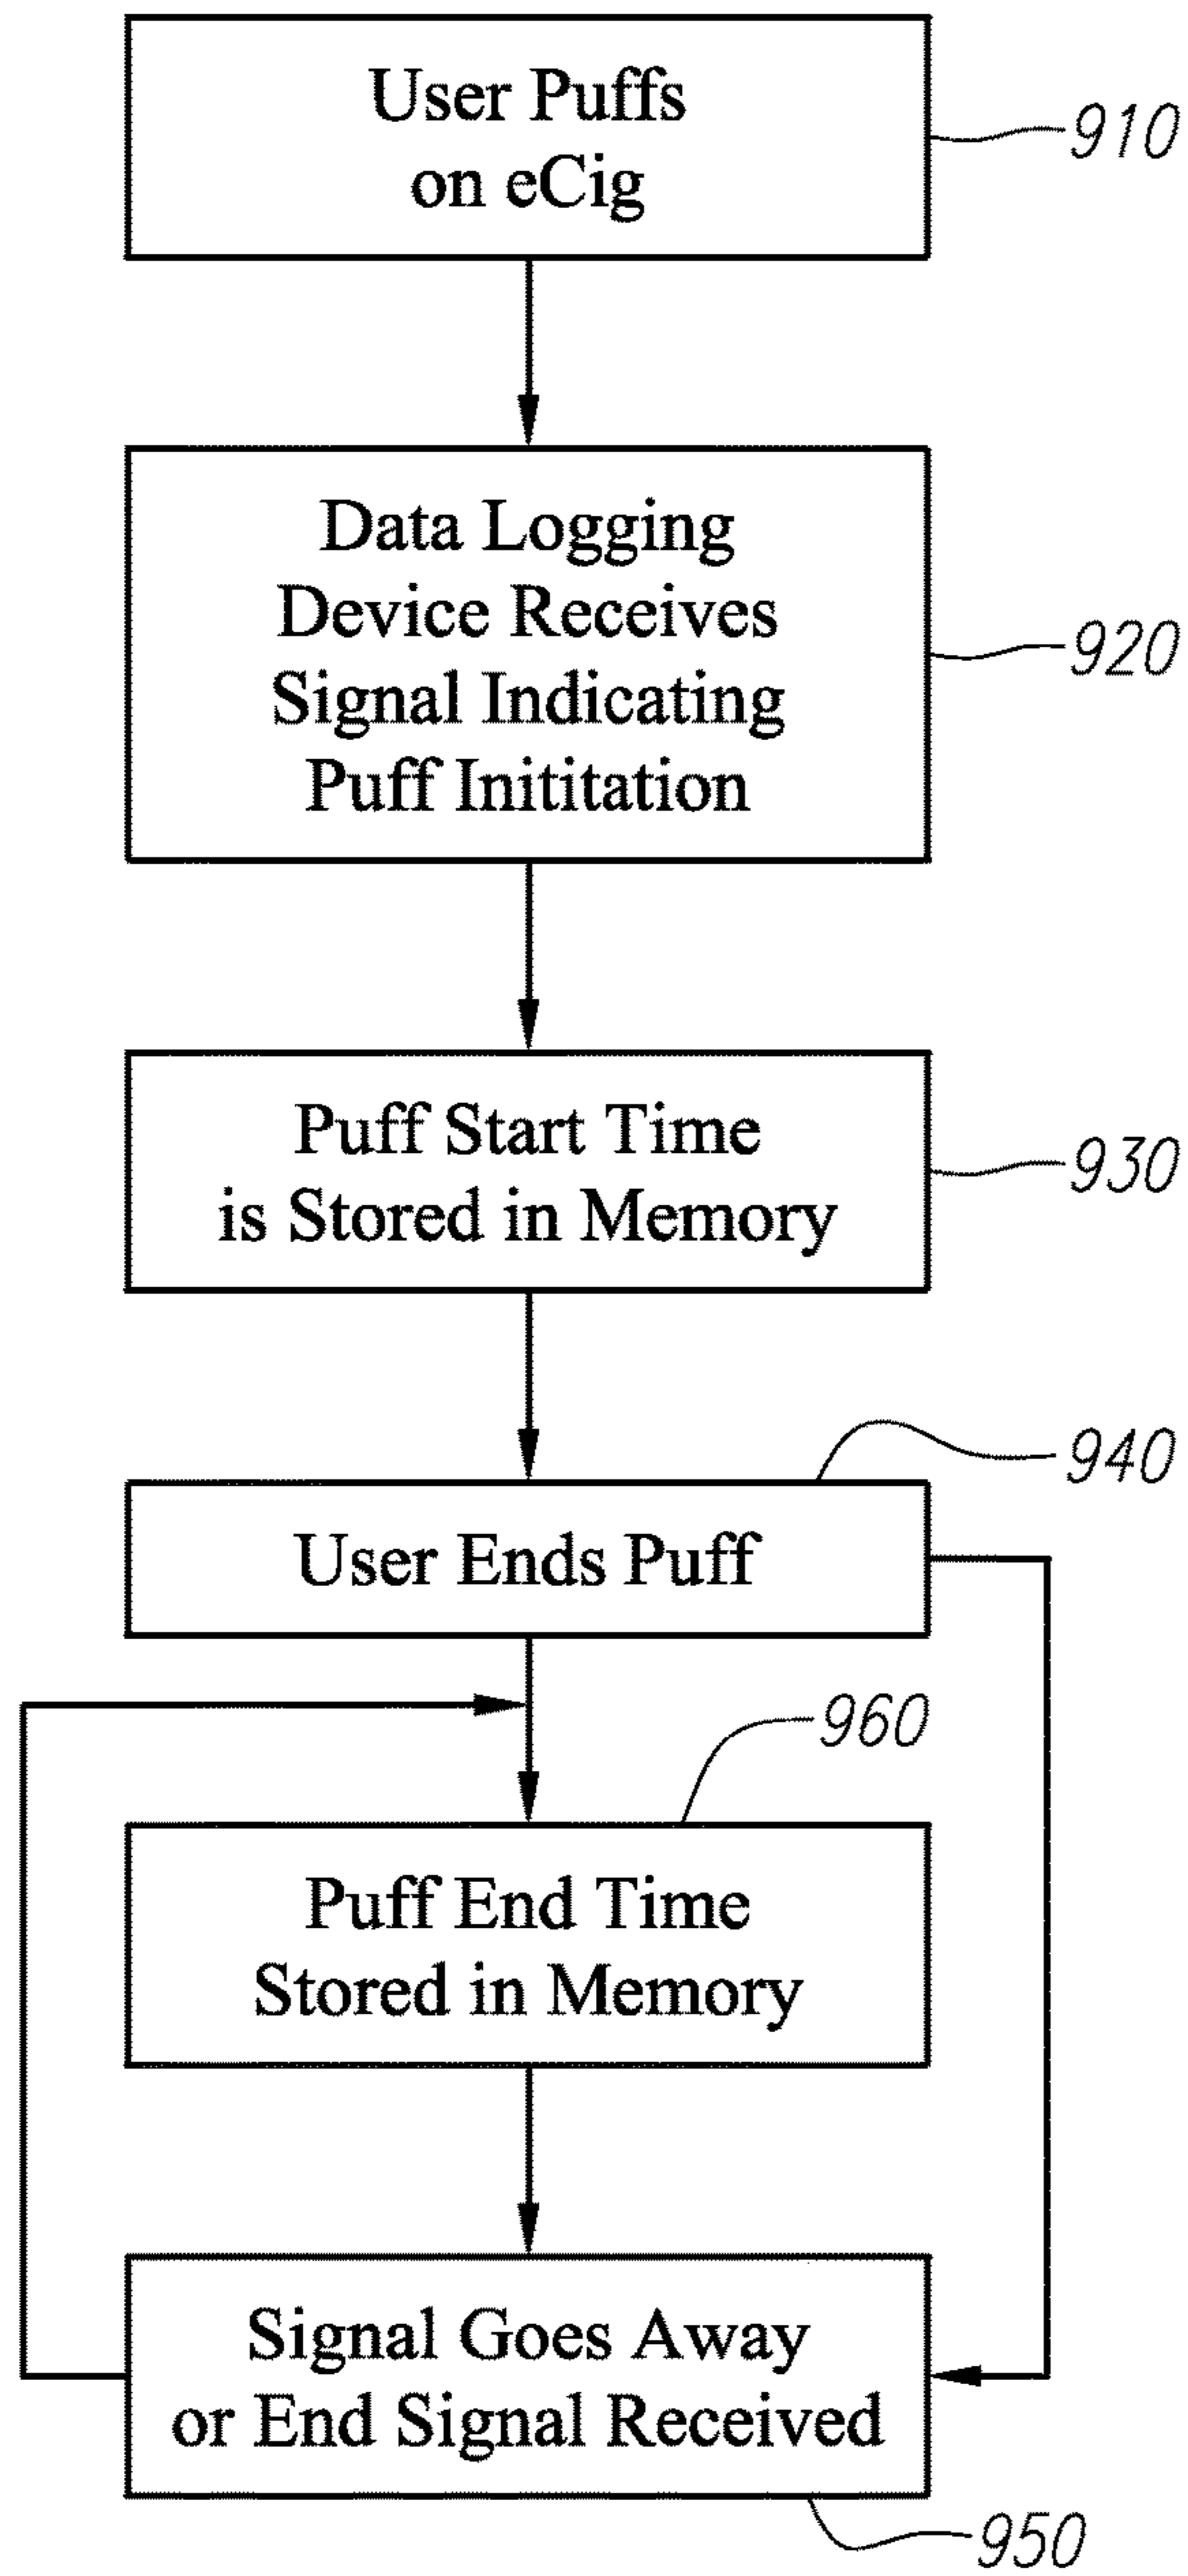 User Puffs
on eCig
910
Data Logging
Device Receives
Signal Indicating
Puff Inititation
920
Puff Start Time
is Stored in Memory
930
940
User Ends Puff
960
Puff End Time
Stored in Memory
Signal Goes Away
or End Signal Received
950